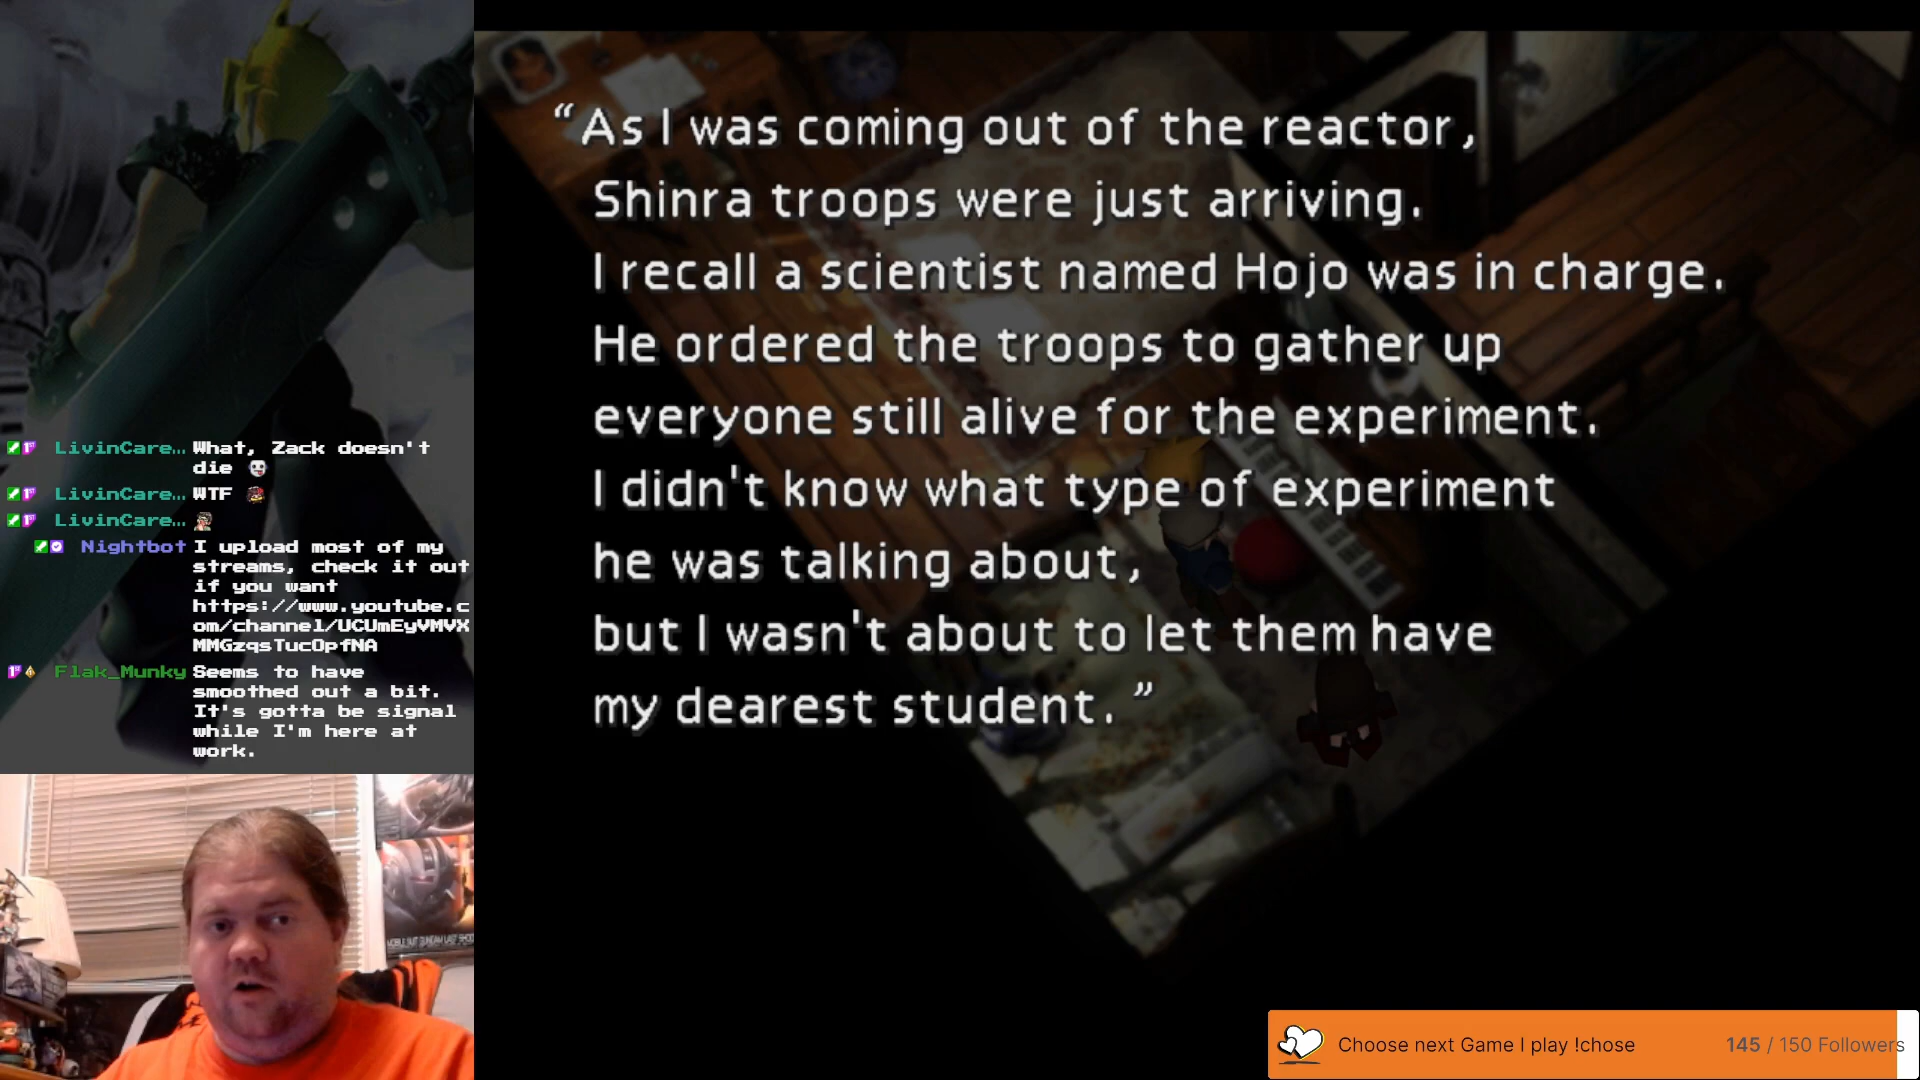 “As I was coming out of the reactor,
Shinra troops were just arriving.
I recall a scientist named Hojo was in charge.
He ordered the troops to gather up
everyone still alive for the experiment.
I didn't know what type of experiment
he was talking about,
but I wasn't about to let them have
my dearest student.”
LivinCare… What, Zack doesn't
die
LivinCare… WTF
LivinCare…
Nightbot I upload most of my
streams, check it out
if you want
https://www.youtube.c
om/channel/UCUmEyVMVX
MMGzqsTucOpfNA
Flak_Munky Seems to have
smoothed out a bit.
It's gotta be signal
while I'm here at
work.
Choose next Game I play !chose 145 / 150 Followers